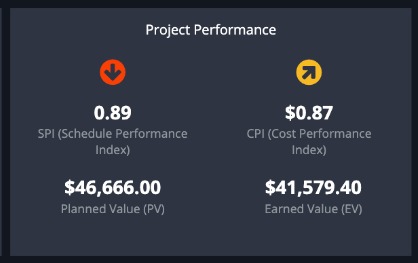 Project Performance
0.89
$0.87
SPI (Schedule Performance
Index)
CPI (Cost Performance
Index)
$46,666.00
$41,579.40
Planned Value (PV)
Earned Value (EV)